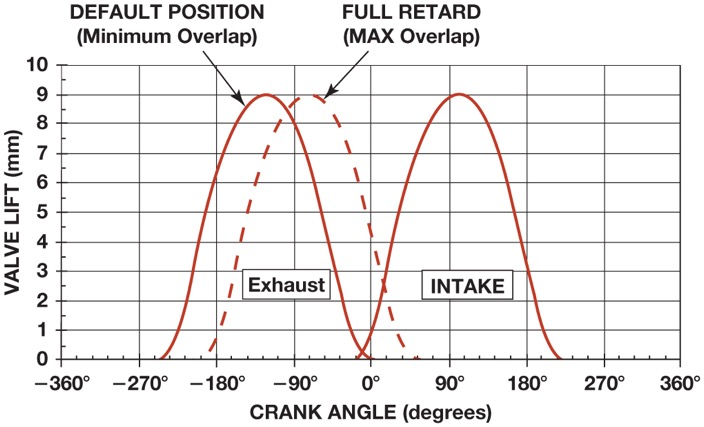 DEFAULT POSITION
(Minimum Overlap)
FULL RETARD
(MAX Overlap)
10
9
8
7
6
5
4
3
2
1
0
VALVE LIFT (mm)
Exhaust
INTAKE
−360° −270° −180° −90° 0° 90° 180° 270° 360°
CRANK ANGLE (degrees)